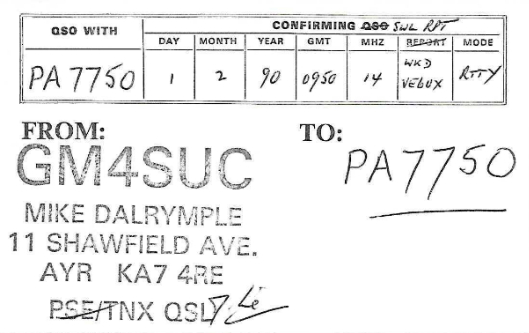 QSO WITH
CONFIRMING QSO SWL RPT
DAY MONTH YEAR GMT MHZ REPORT MODE
PA7750 1 2 90 0950 14 WKD VE6UX RTTY
FROM:
TO:
GM4SUC
PA7750
MIKE DALRYMPLE
11 SHAWFIELD AVE.
AYR KA7 4RE
PSE/TNX QSL